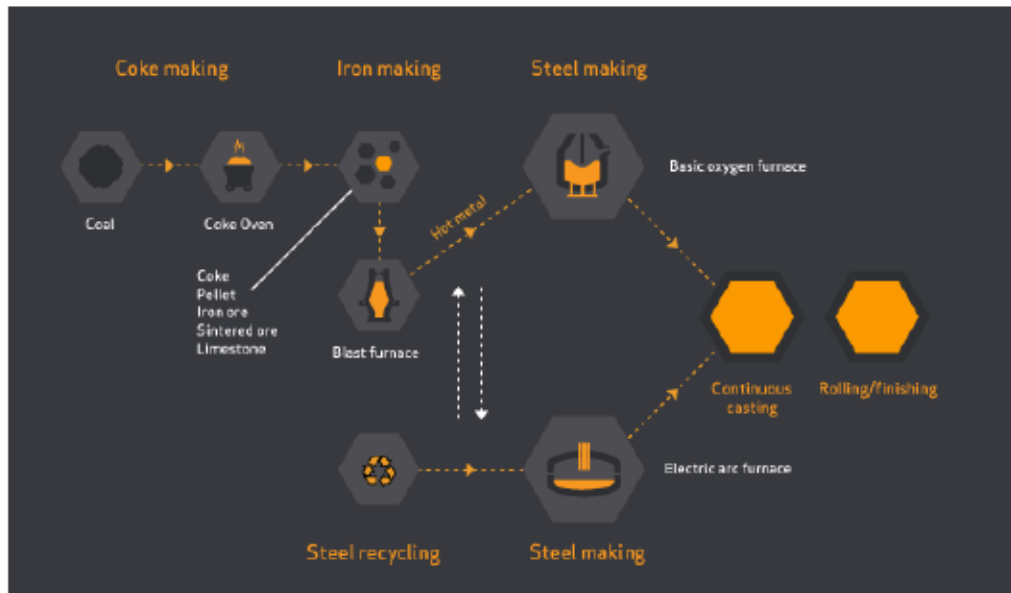 Coke making
Iron making
Steel making
Basic oxygen furnace
Coal
Coke Oven
Hot metal
Coke
Pellet
Iron ore
Sintered ore
Limestone
Blast furnace
Continuous
casting
Rolling/finishing
Electric arc furnace
Steel recycling
Steel making